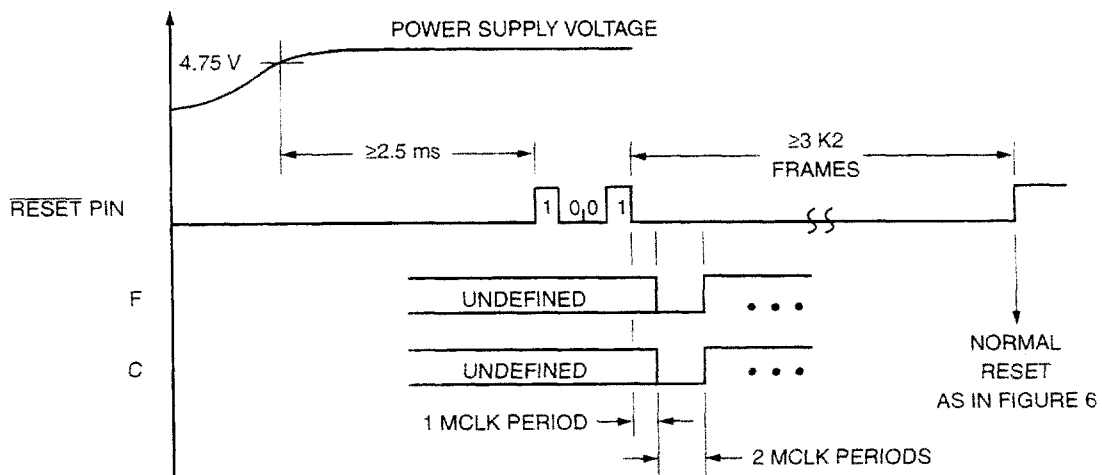 POWER SUPPLY VOLTAGE
4.75 V
≥2.5 ms
≥3 K2
FRAMES
RESET PIN
1 0 0 1
F
UNDEFINED
C
UNDEFINED
NORMAL
RESET
AS IN FIGURE 6
1 MCLK PERIOD
2 MCLK PERIODS